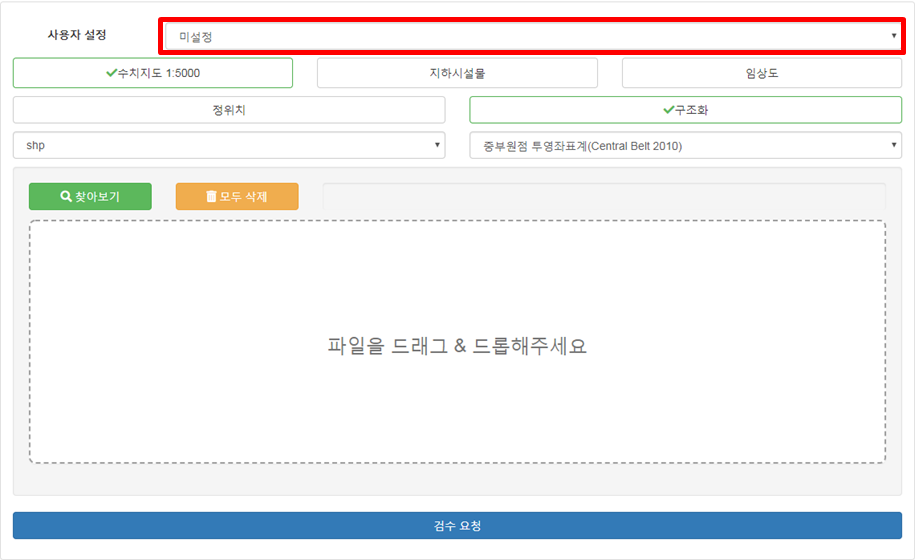 사용자 설정 미설정
수치지도 1:5000 지하시설물 임상도
정위치 구조화
shp 중부원점 투영좌표계(Central Belt 2010)
찾아보기 모두 삭제
파일을 드래그 & 드롭해주세요
검수 요청